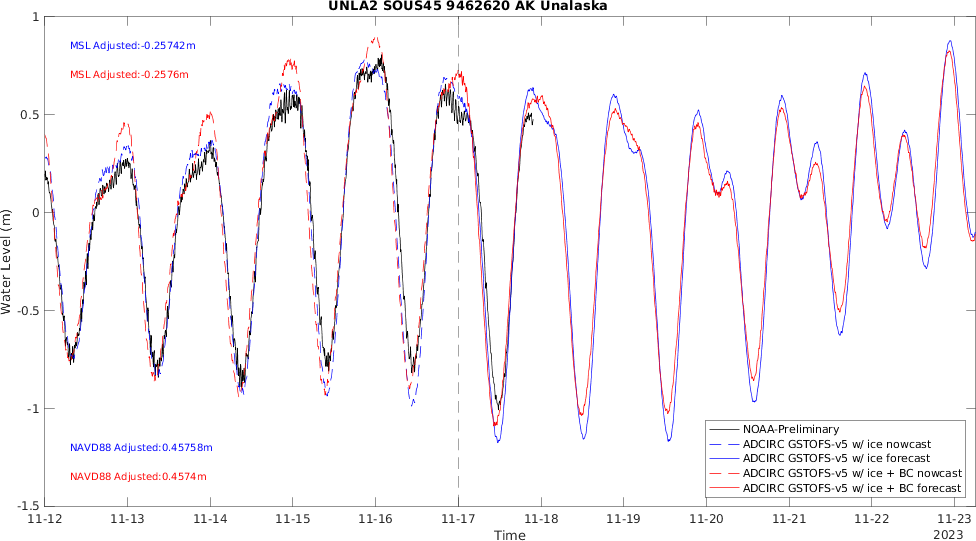 UNLA2 SOUS45 9462620 AK Unalaska
1
MSL Adjusted:-0.25742m
MSL Adjusted:-0.2576m
0.5
0
Water Level (m)
-0.5
-1
NOAA-Preliminary
ADCIRC GSTOFS-v5 w/ ice nowcast
ADCIRC GSTOFS-v5 w/ ice forecast
ADCIRC GSTOFS-v5 w/ ice + BC nowcast
ADCIRC GSTOFS-v5 w/ ice + BC forecast
NAVD88 Adjusted:0.45758m
NAVD88 Adjusted:0.4574m
-1.5
11-12 11-13 11-14 11-15 11-16 11-17 11-18 11-19 11-20 11-21 11-22 11-23
Time
2023